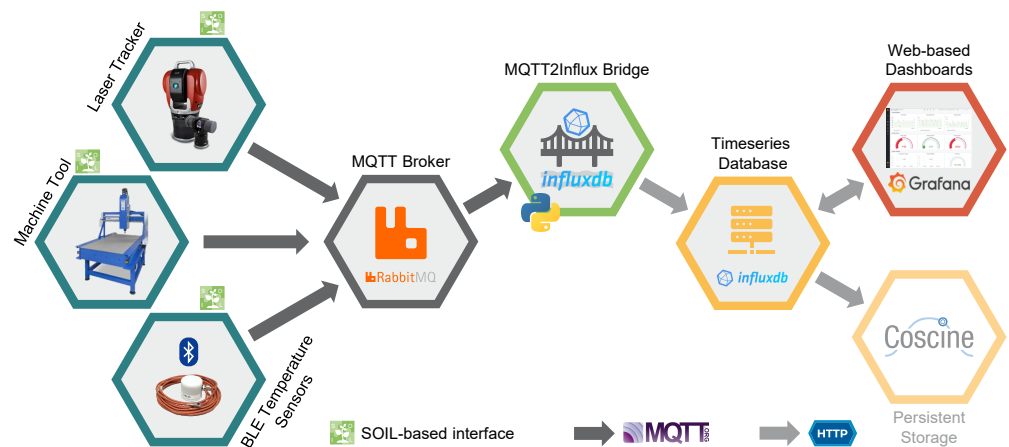 Laser Tracker
Machine Tool
BLE Temperature
Sensors
MQTT Broker
RabbitMQ
MQTT2Influx Bridge
influxdb
Timeseries
Database
influxdb
Web-based
Dashboards
Grafana
Coscine
Persistent
Storage
SOIL-based interface
MQTT.ORG
HTTP